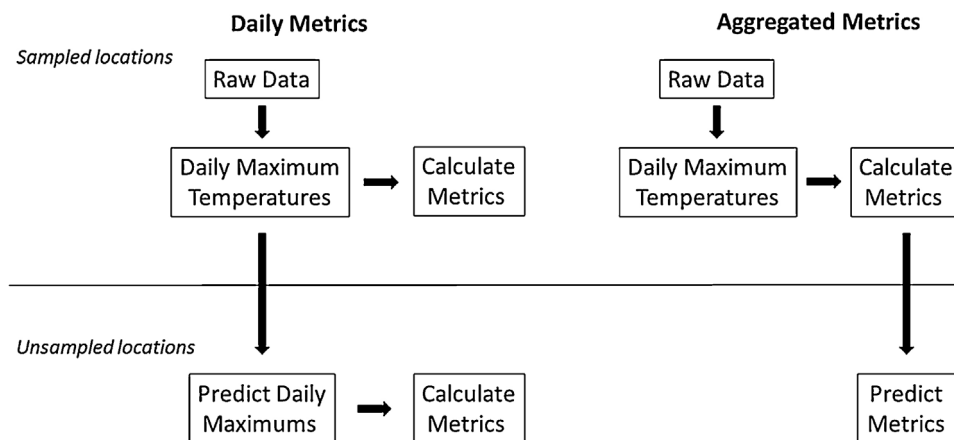 Daily Metrics
Aggregated Metrics
Sampled locations
Raw Data
Raw Data
Daily Maximum
Temperatures
Calculate
Metrics
Daily Maximum
Temperatures
Calculate
Metrics
Unsampled locations
Predict Daily
Maximums
Calculate
Metrics
Predict
Metrics